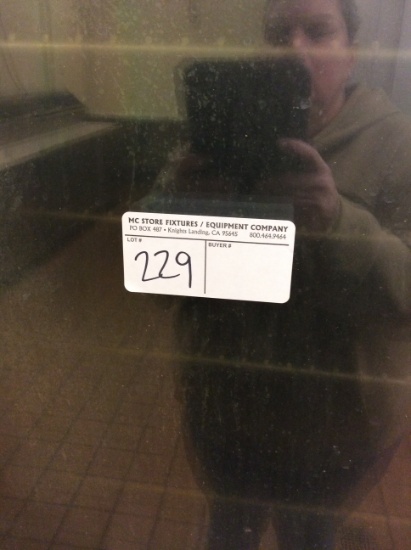 MC STORE FIXTURES / EQUIPMENT COMPANY
PO BOX 487 • Knights Landing, CA 95645 800.464.9464
LOT # BUYER #
229